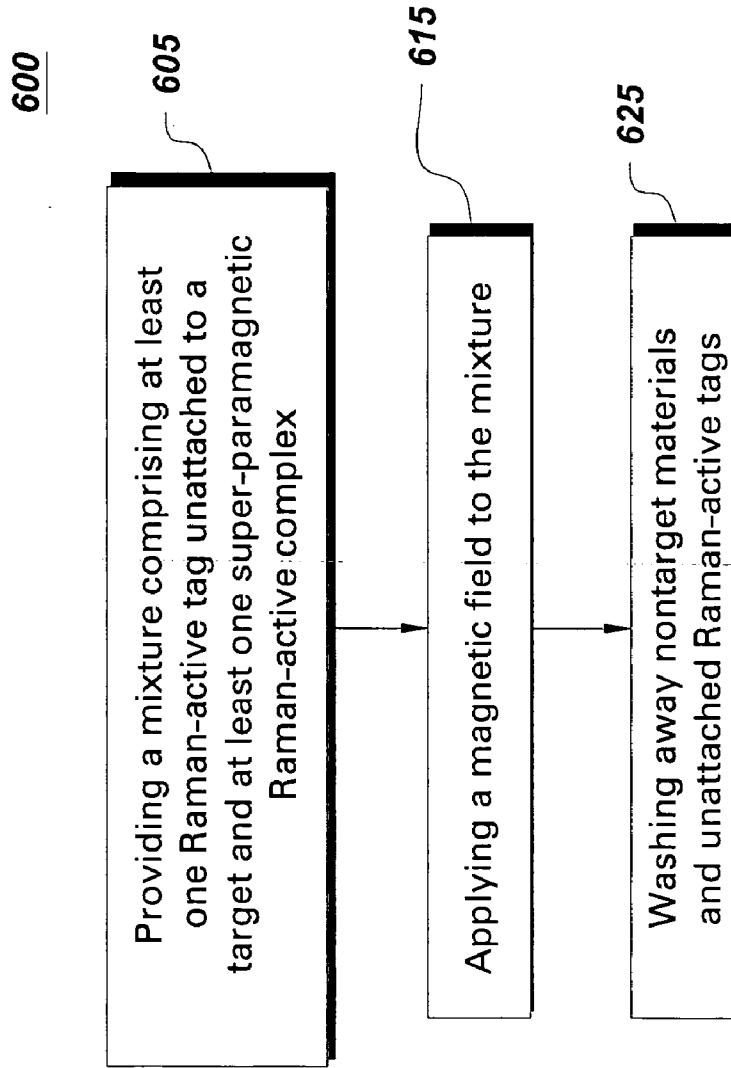 600
605
Providing a mixture comprising at least
one Raman-active tag unattached to a
target and at least one super-paramagnetic
Raman-active complex
615
Applying a magnetic field to the mixture
625
Washing away nontarget materials
and unattached Raman-active tags